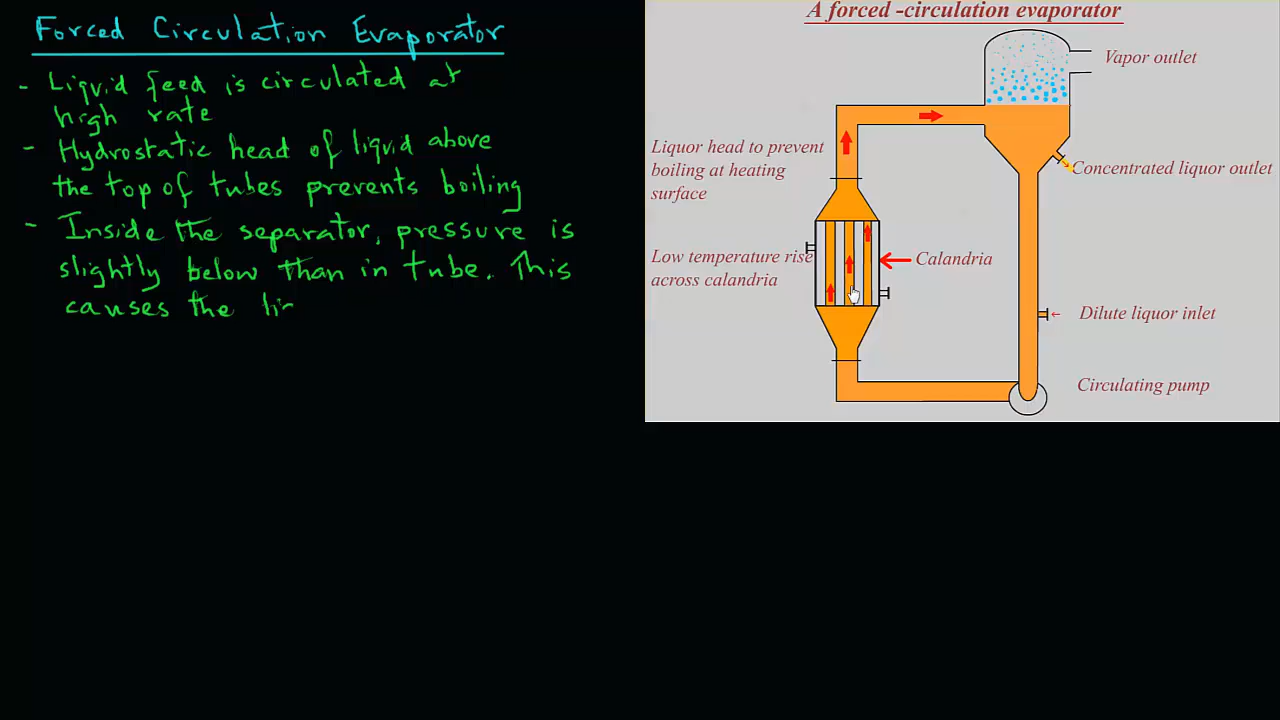 Forced Circulation Evaporator
- Liquid feed is circulated at
high rate
- Hydrostatic head of liquid above
the top of tubes prevents boiling
- Inside the separator, pressure is
slightly below than in tube. This
causes the
A forced -circulation evaporator
Vapor outlet
Liquor head to prevent
boiling at heating
surface
Concentrated liquor outlet
Low temperature rise
across calandria
Calandria
Dilute liquor inlet
Circulating pump